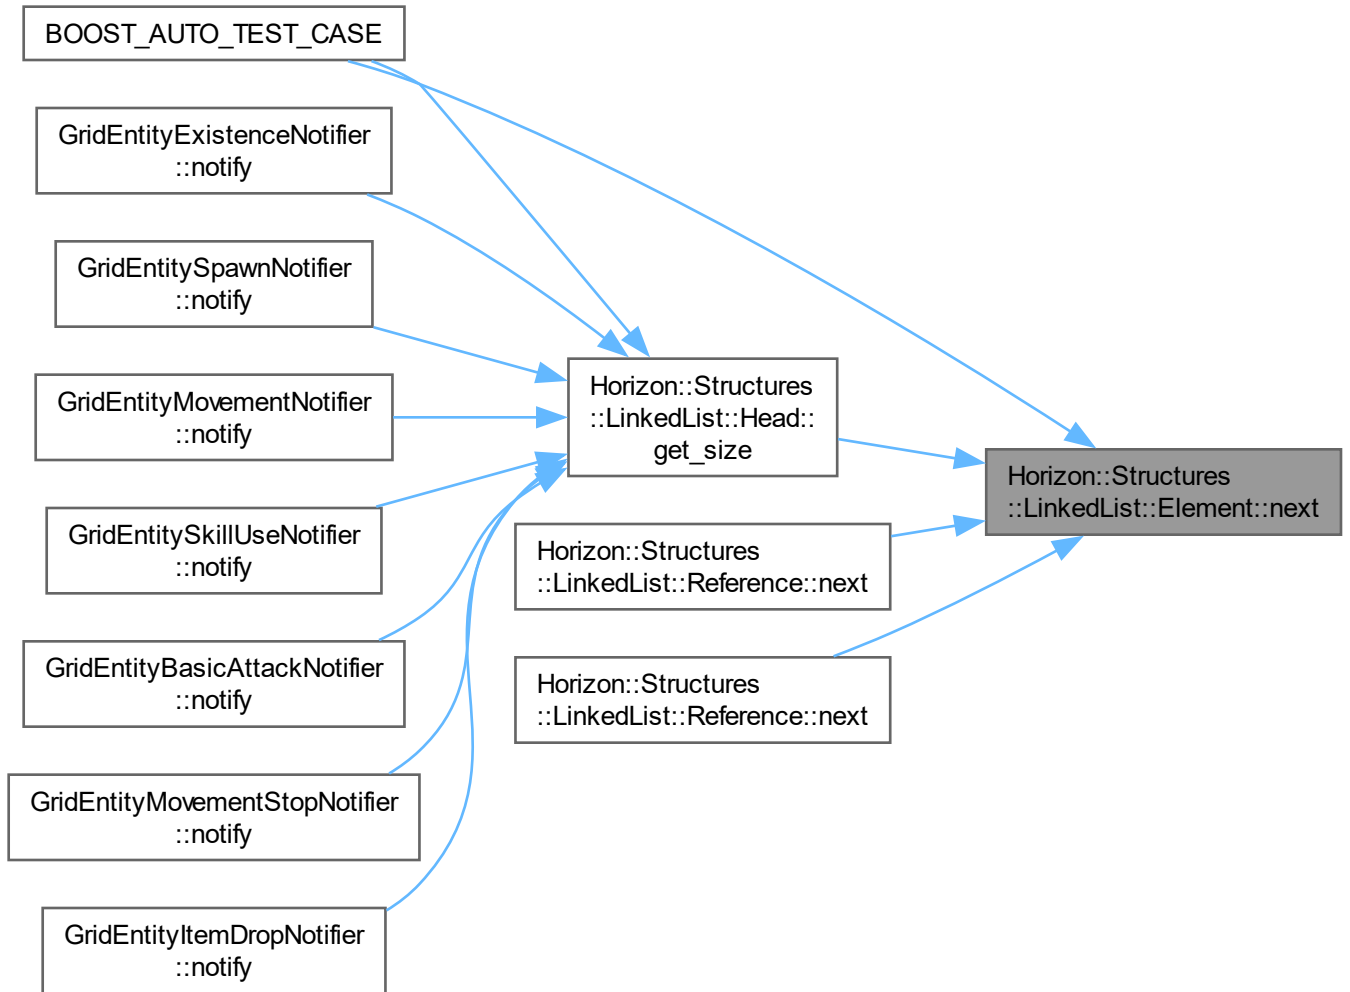 BOOST_AUTO_TEST_CASE
GridEntityExistenceNotifier
::notify
GridEntitySpawnNotifier
::notify
GridEntityMovementNotifier
::notify
GridEntitySkillUseNotifier
::notify
GridEntityBasicAttackNotifier
::notify
GridEntityMovementStopNotifier
::notify
GridEntityItemDropNotifier
::notify
Horizon::Structures
::LinkedList::Head::
get_size
Horizon::Structures
::LinkedList::Reference::next
Horizon::Structures
::LinkedList::Reference::next
Horizon::Structures
::LinkedList::Element::next